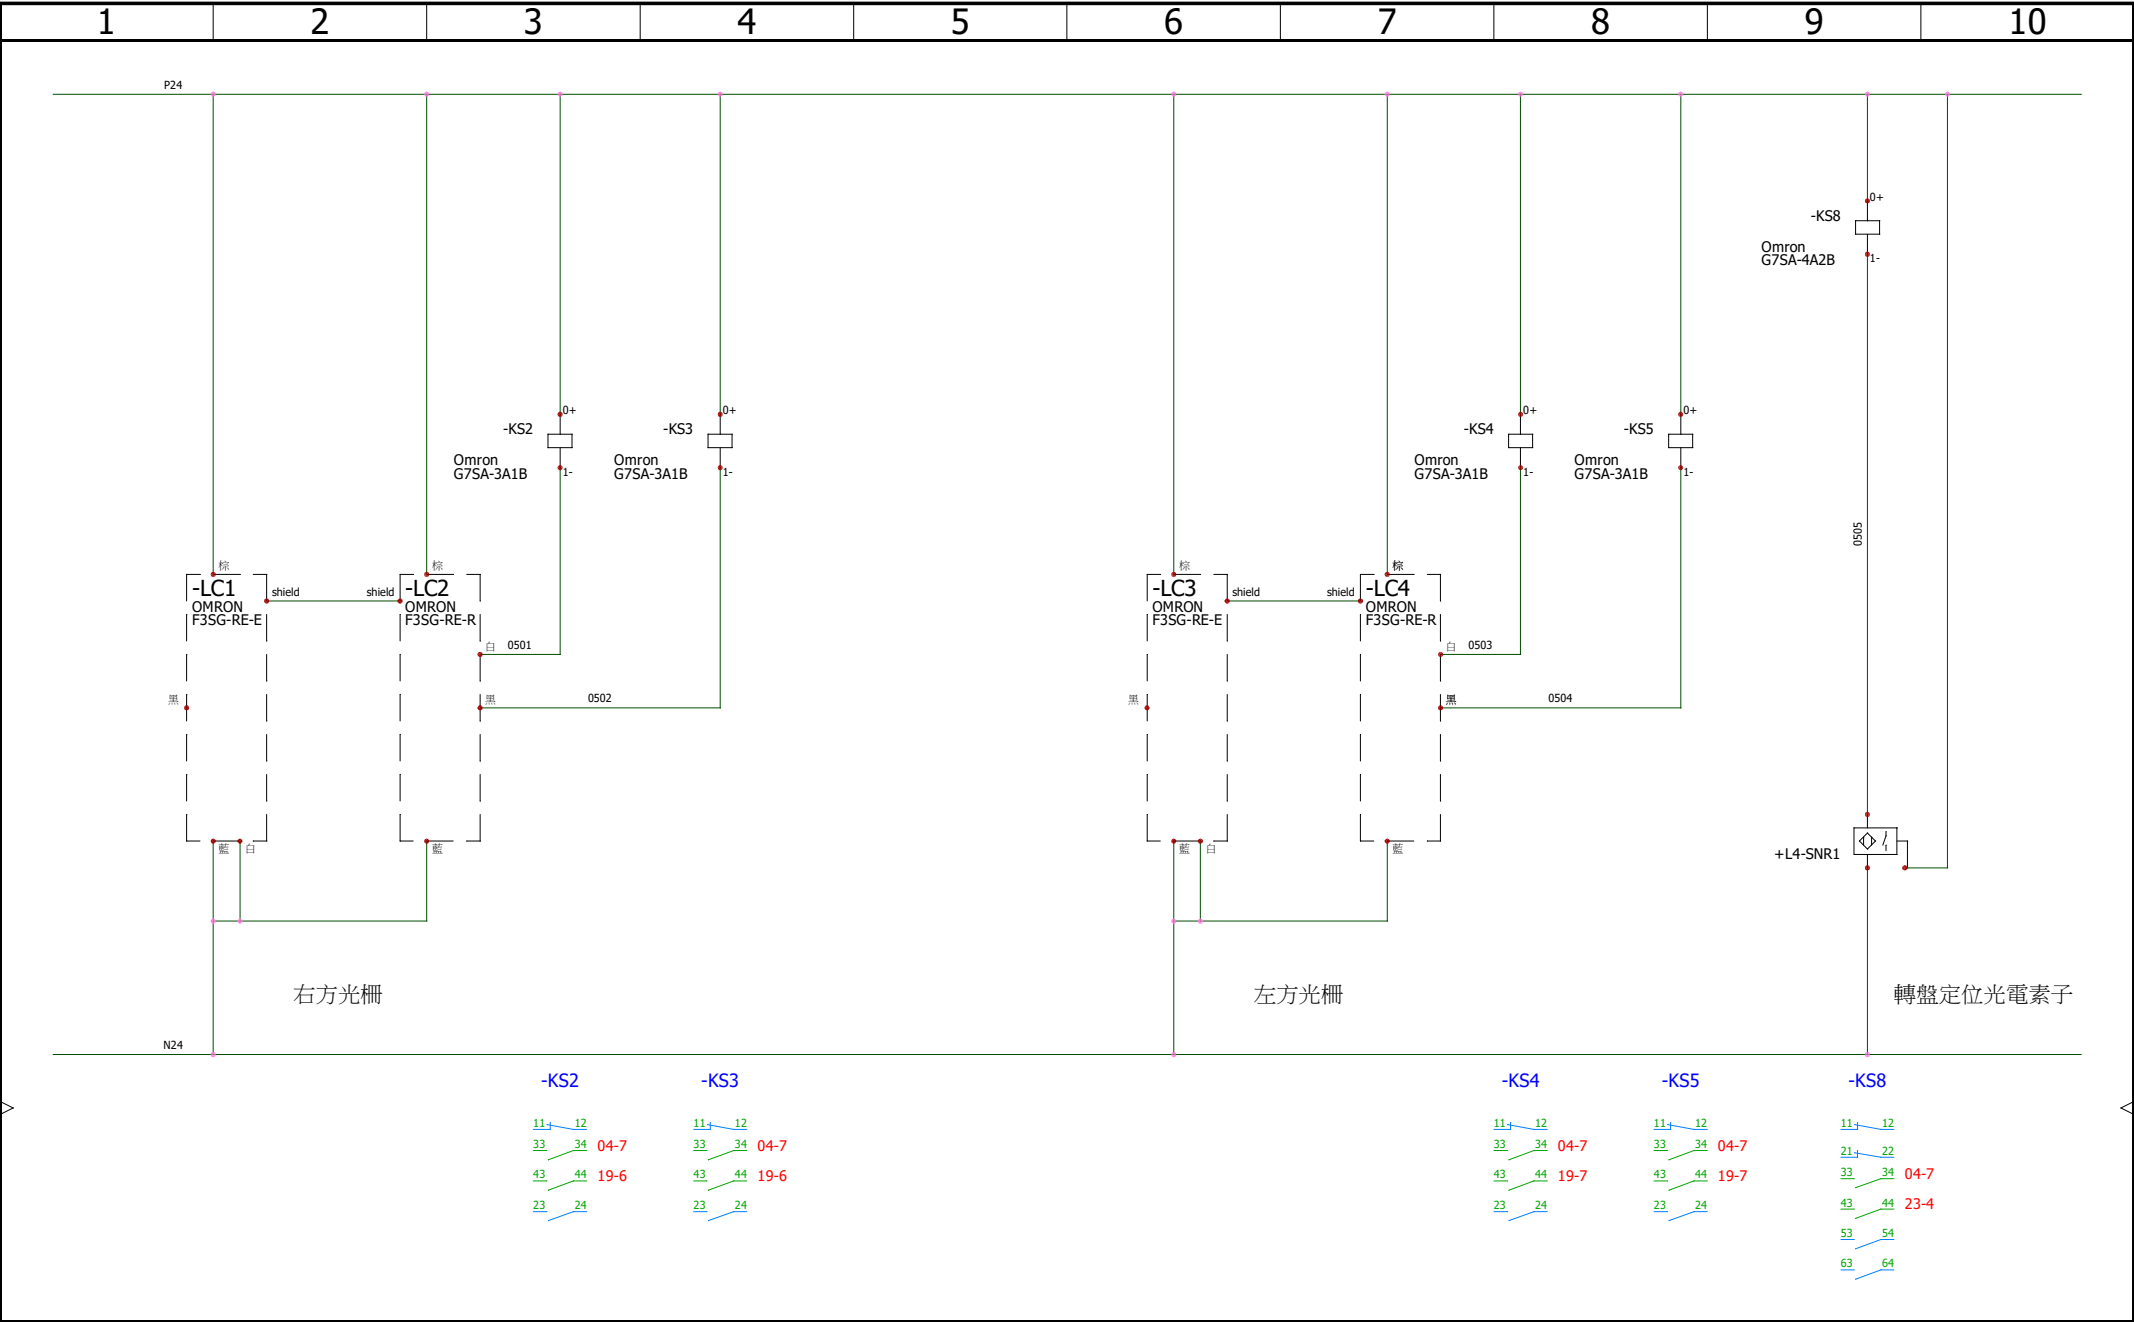 1 2 3 4 5 6 7 8 9 10
P24
0+
-KS8
Omron
G7SA-4A2B
1-
0+ 0+ 0+ 0+
-KS2 -KS3 -KS4 -KS5
Omron Omron Omron Omron
G7SA-3A1B G7SA-3A1B G7SA-3A1B G7SA-3A1B
1- 1- 1- 1-
0505
棕 棕 棕 棕
-LC1 shield shield -LC2 -LC3 shield shield -LC4
OMRON OMRON OMRON OMRON
F3SG-RE-E F3SG-RE-R F3SG-RE-E F3SG-RE-R
白 0501 白 0503
黑 黑 0502 黑 黑 0504
+L4-SNR1
藍 白 藍 藍 白 藍
右方光柵 左方光柵 轉盤定位光電素子
N24
-KS2 -KS3 -KS4 -KS5 -KS8
11 12 11 12 11 12 11 12 11 12
33 34 04-7 33 34 04-7 33 34 04-7 33 34 04-7 21 22
43 44 19-6 43 44 19-6 43 44 19-7 43 44 19-7 33 34 04-7
23 24 23 24 23 24 23 24 43 44 23-4
53 54
63 64